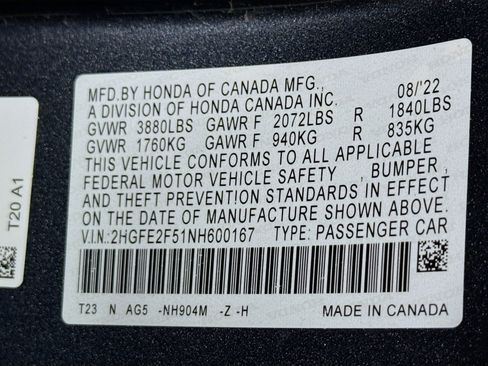 MFD.BY HONDA OF CANADA MFG., 08/'22
A DIVISION OF HONDA CANADA INC.
GVWR 3880LBS GAWR F 2072LBS R 1840LBS
GVWR 1760KG GAWR F 940KG R 835KG
THIS VEHICLE CONFORMS TO ALL APPLICABLE
FEDERAL MOTOR VEHICLE SAFETY , BUMPER ,
AND THEFT PREVENTION STANDARDS IN EFFECT
ON THE DATE OF MANUFACTURE SHOWN ABOVE.
V.I.N:2HGFE2F51NH600167 TYPE: PASSENGER CAR
T23 N AG5 -NH904M -Z -H MADE IN CANADA
T20 A1